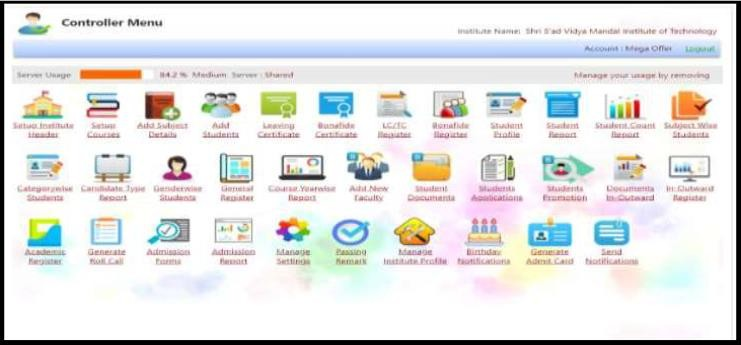 Controller Menu
Institute Name: Shri S'ad Vidya Mandal Institute of Technology
Account : Mega Offer Logout
Server Usage 84.2 % Medium Server : Shared Manage your usage by removing
Setup Institute Header
Setup Courses
Add Subject Details
Add Students
Leaving Certificate
Bonafide Certificate
LC/TC Register
Bonafide Register
Student Profile
Student Report
Student Count Report
Subject Wise Students
Categorywise Students
Candidate Type Report
Genderwise Students
General Register
Course Yearwise Report
Add New Faculty
Student Documents
Students Applications
Students Promotion
Documents In-Outward
In-Outward Register
Academic Register
Generate Roll Call
Admission Forms
Admission Report
Manage Settings
Passing Remark
Manage Institute Profile
Birthday Notifications
Generate Admit Card
Send Notifications